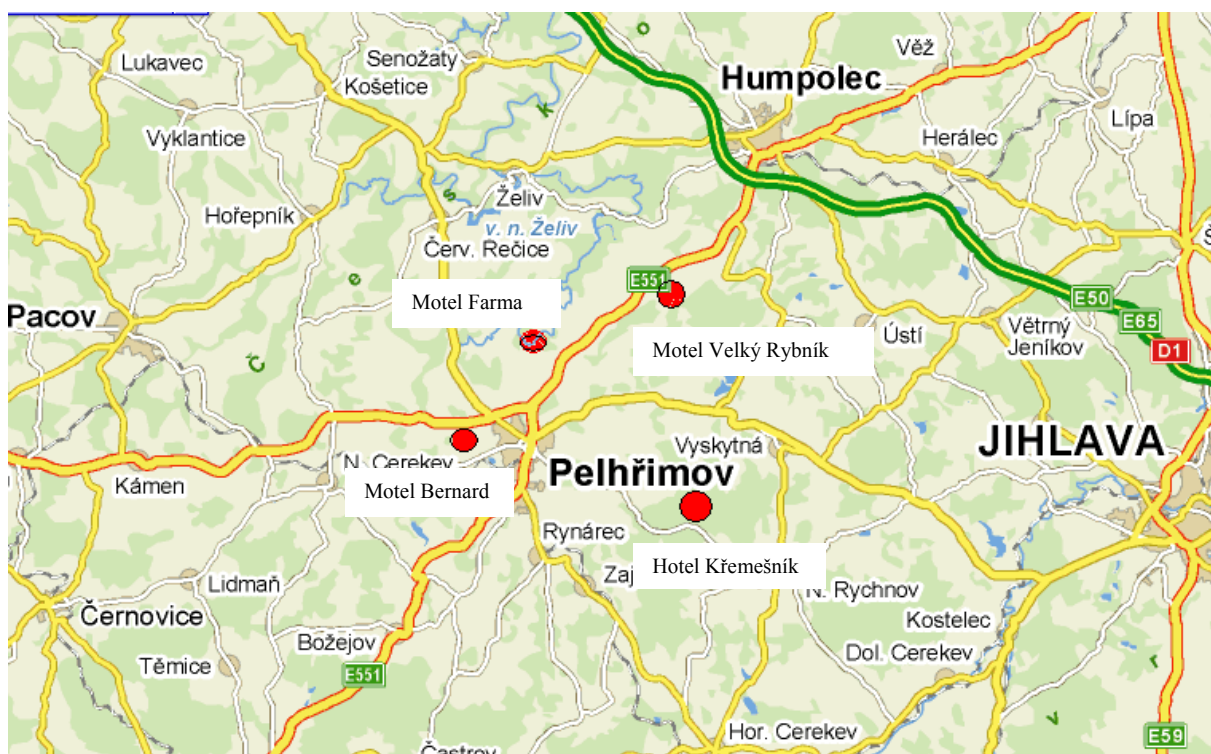 Lukavec
Senožaty
Košetice
Věž
Humpolec
Vyklantice
Lípa
Herálec
Želiv
v. n. Želiv
Hořepník
Červ. Rečice
E551
Motel Farma
E50
E65
D1
Pacov
Motel Velký Rybník
Ústí
Větrný
Jeníkov
Vyskytná
JIHLAVA
N. Cerekev
Pelhřimov
Kámen
Motel Bernard
Rynárec
Hotel Křemešník
Lidmaň
N. Rychnov
Černovice
Kostelec
Božejov
Těmice
Dol. Cerekev
E551
Hor. Cerekev
E59
Častrov